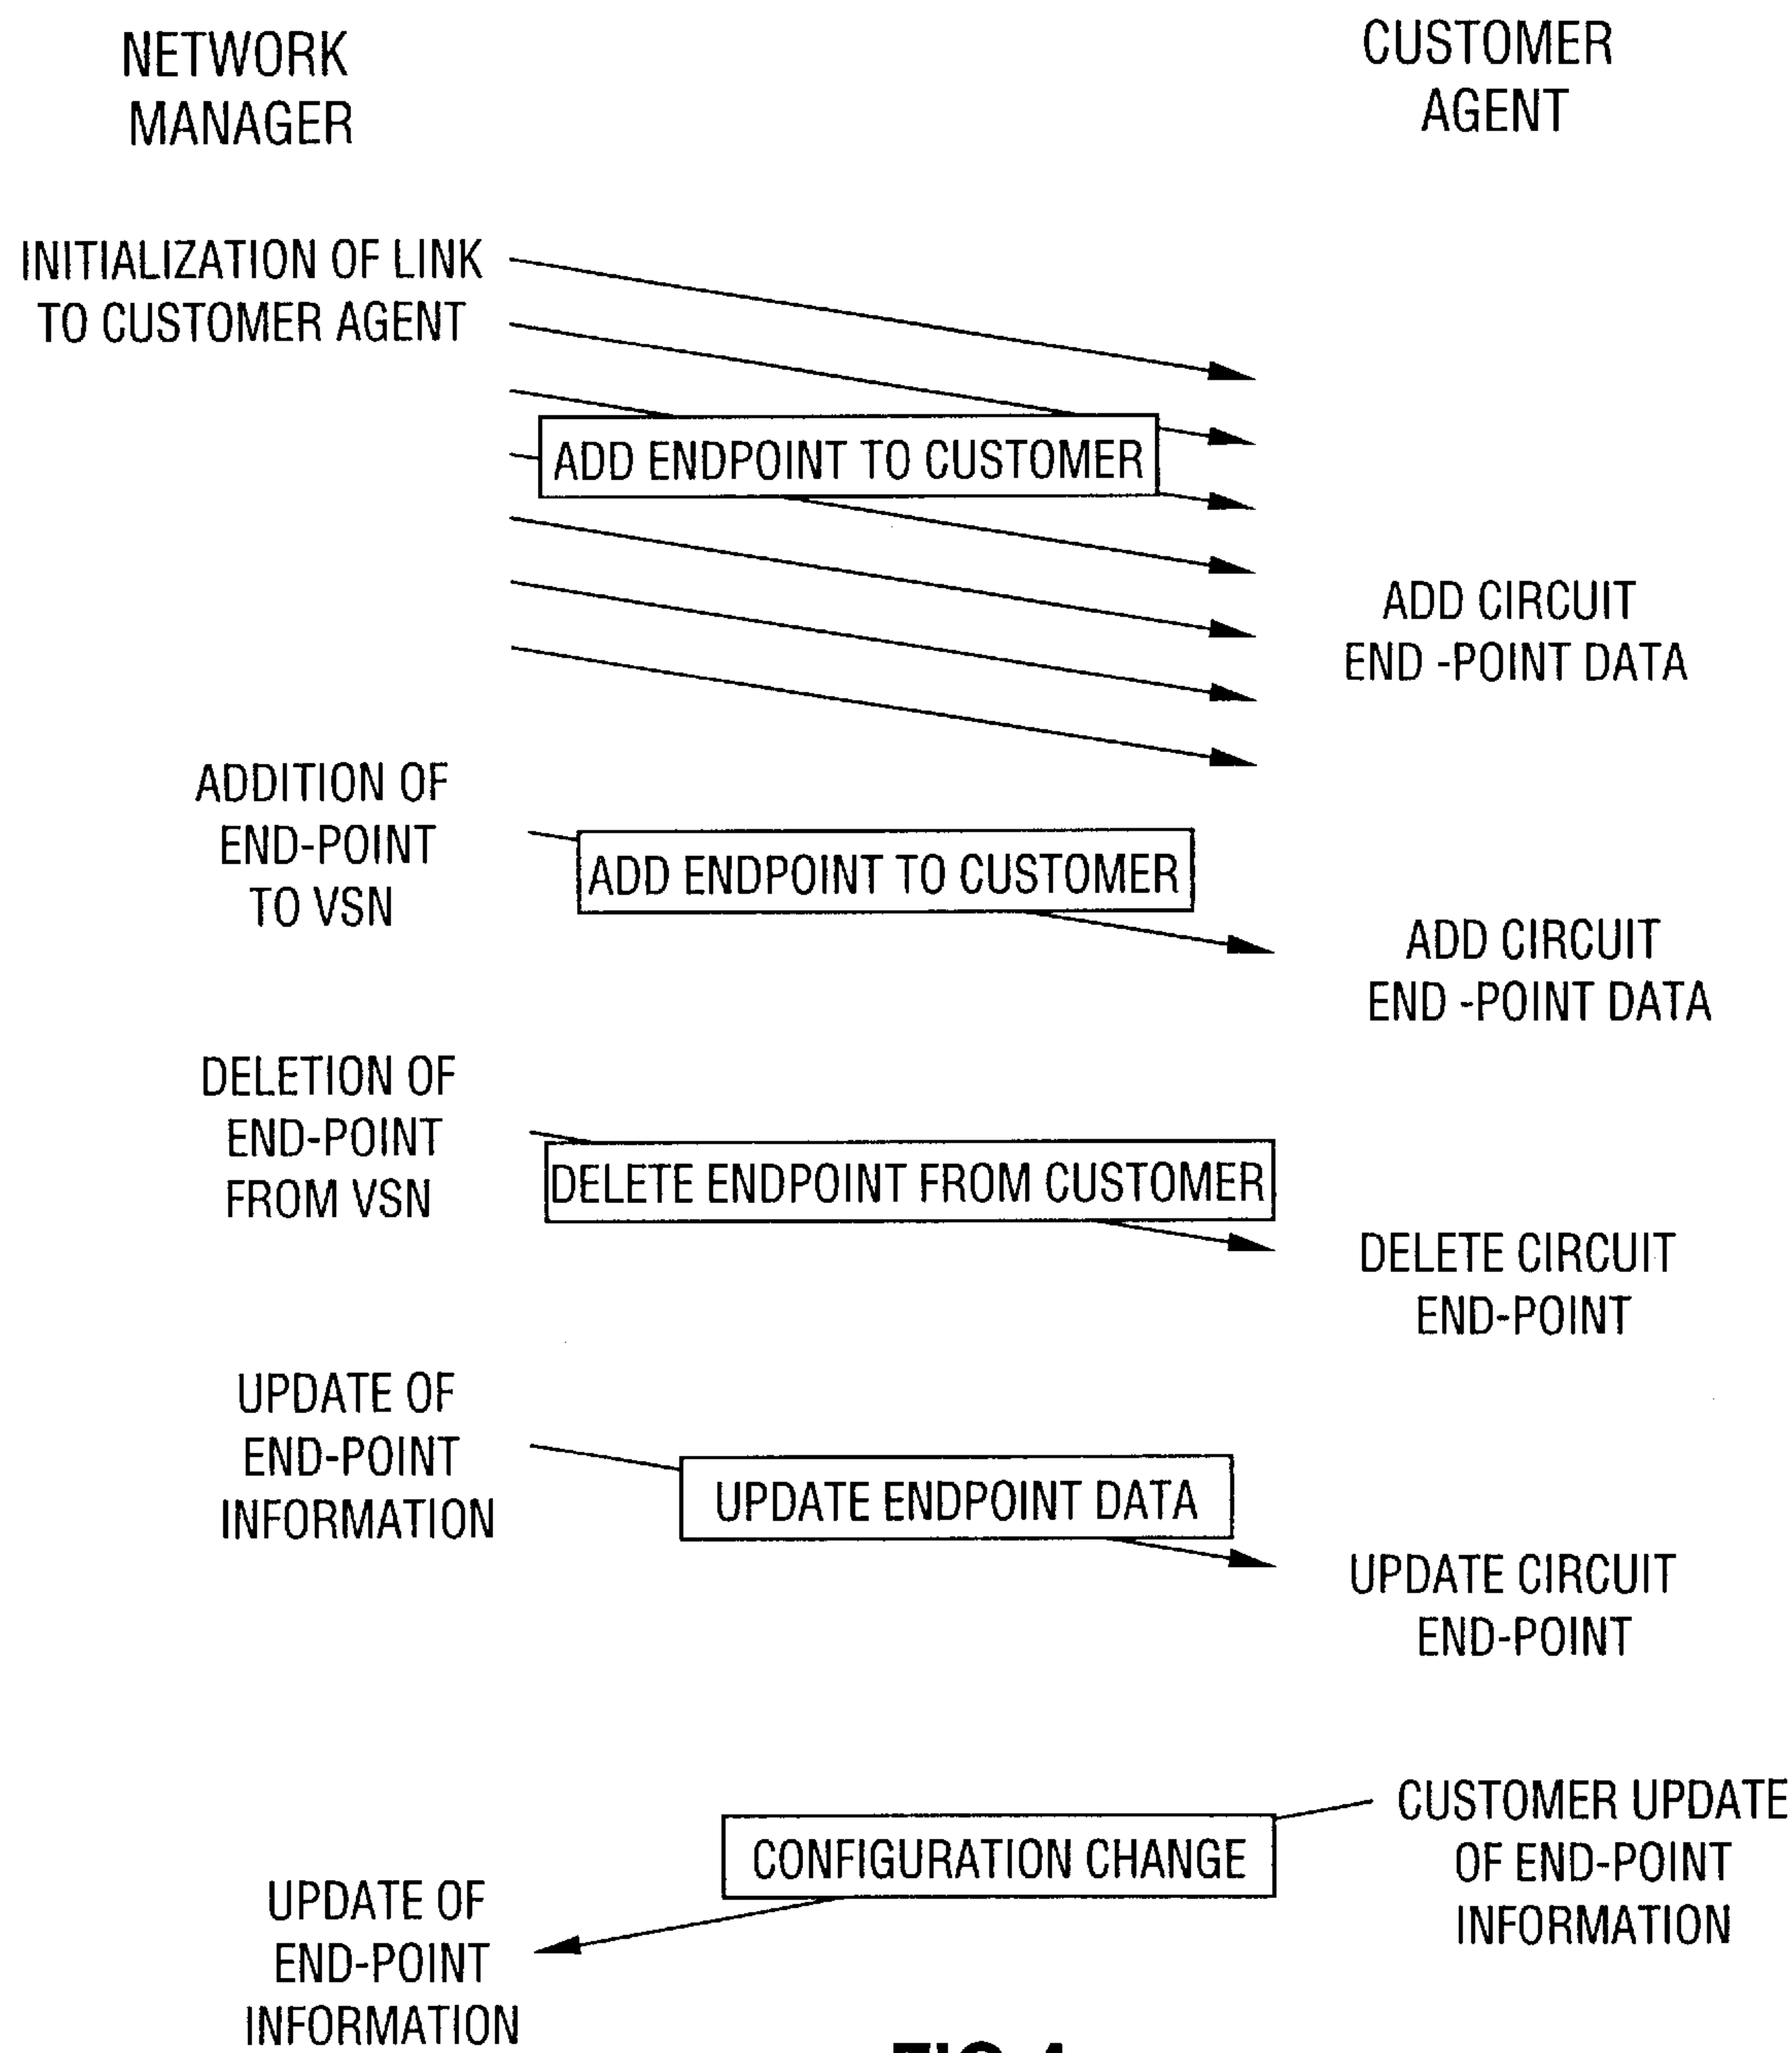 NETWORK
MANAGER
CUSTOMER
AGENT
INITIALIZATION OF LINK
TO CUSTOMER AGENT
ADD ENDPOINT TO CUSTOMER
ADD CIRCUIT
END -POINT DATA
ADDITION OF
END-POINT
TO VSN
ADD ENDPOINT TO CUSTOMER
ADD CIRCUIT
END -POINT DATA
DELETION OF
END-POINT
FROM VSN
DELETE ENDPOINT FROM CUSTOMER
DELETE CIRCUIT
END-POINT
UPDATE OF
END-POINT
INFORMATION
UPDATE ENDPOINT DATA
UPDATE CIRCUIT
END-POINT
CUSTOMER UPDATE
OF END-POINT
INFORMATION
CONFIGURATION CHANGE
UPDATE OF
END-POINT
INFORMATION